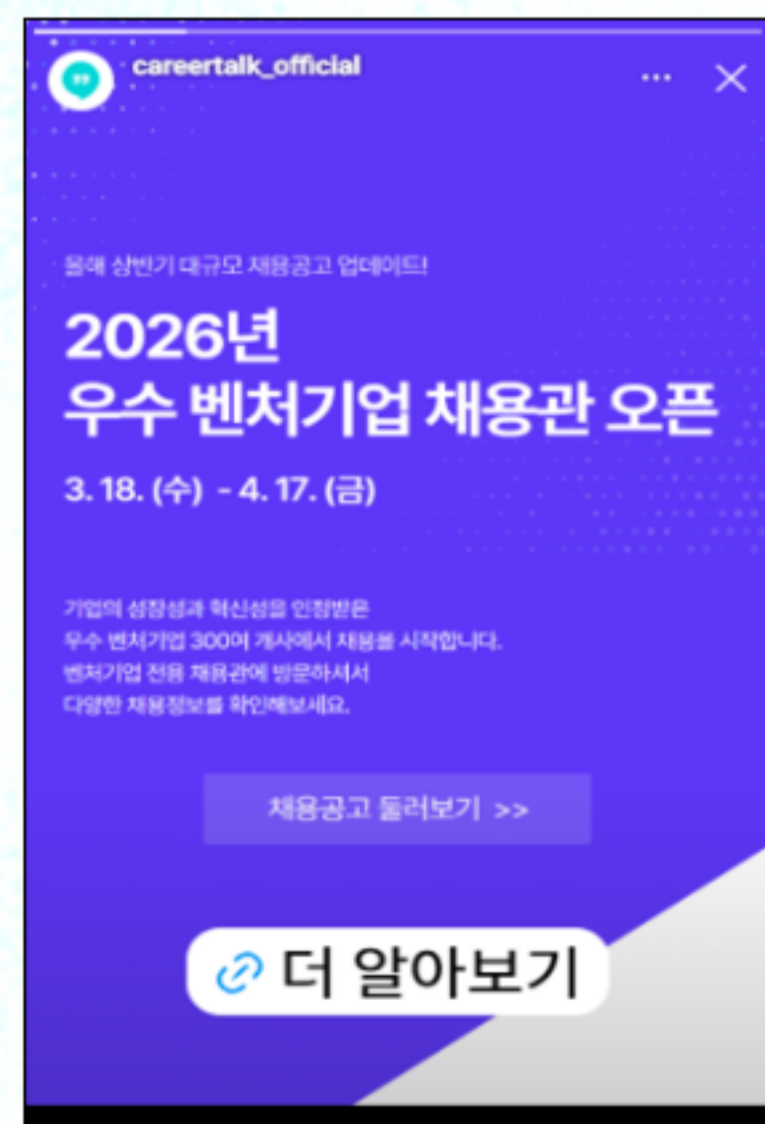 careertalk_official
올해 상반기 대규모 채용공고 업데이트!
2026년
우수 벤처기업 채용관 오픈
3. 18. (수) - 4. 17. (금)
기업의 성장성과 혁신성을 인정받은
우수 벤처기업 300여 개사에서 채용을 시작합니다.
벤처기업 전용 채용관에 방문하셔서
다양한 채용정보를 확인해보세요.
채용공고 둘러보기 >>
더 알아보기